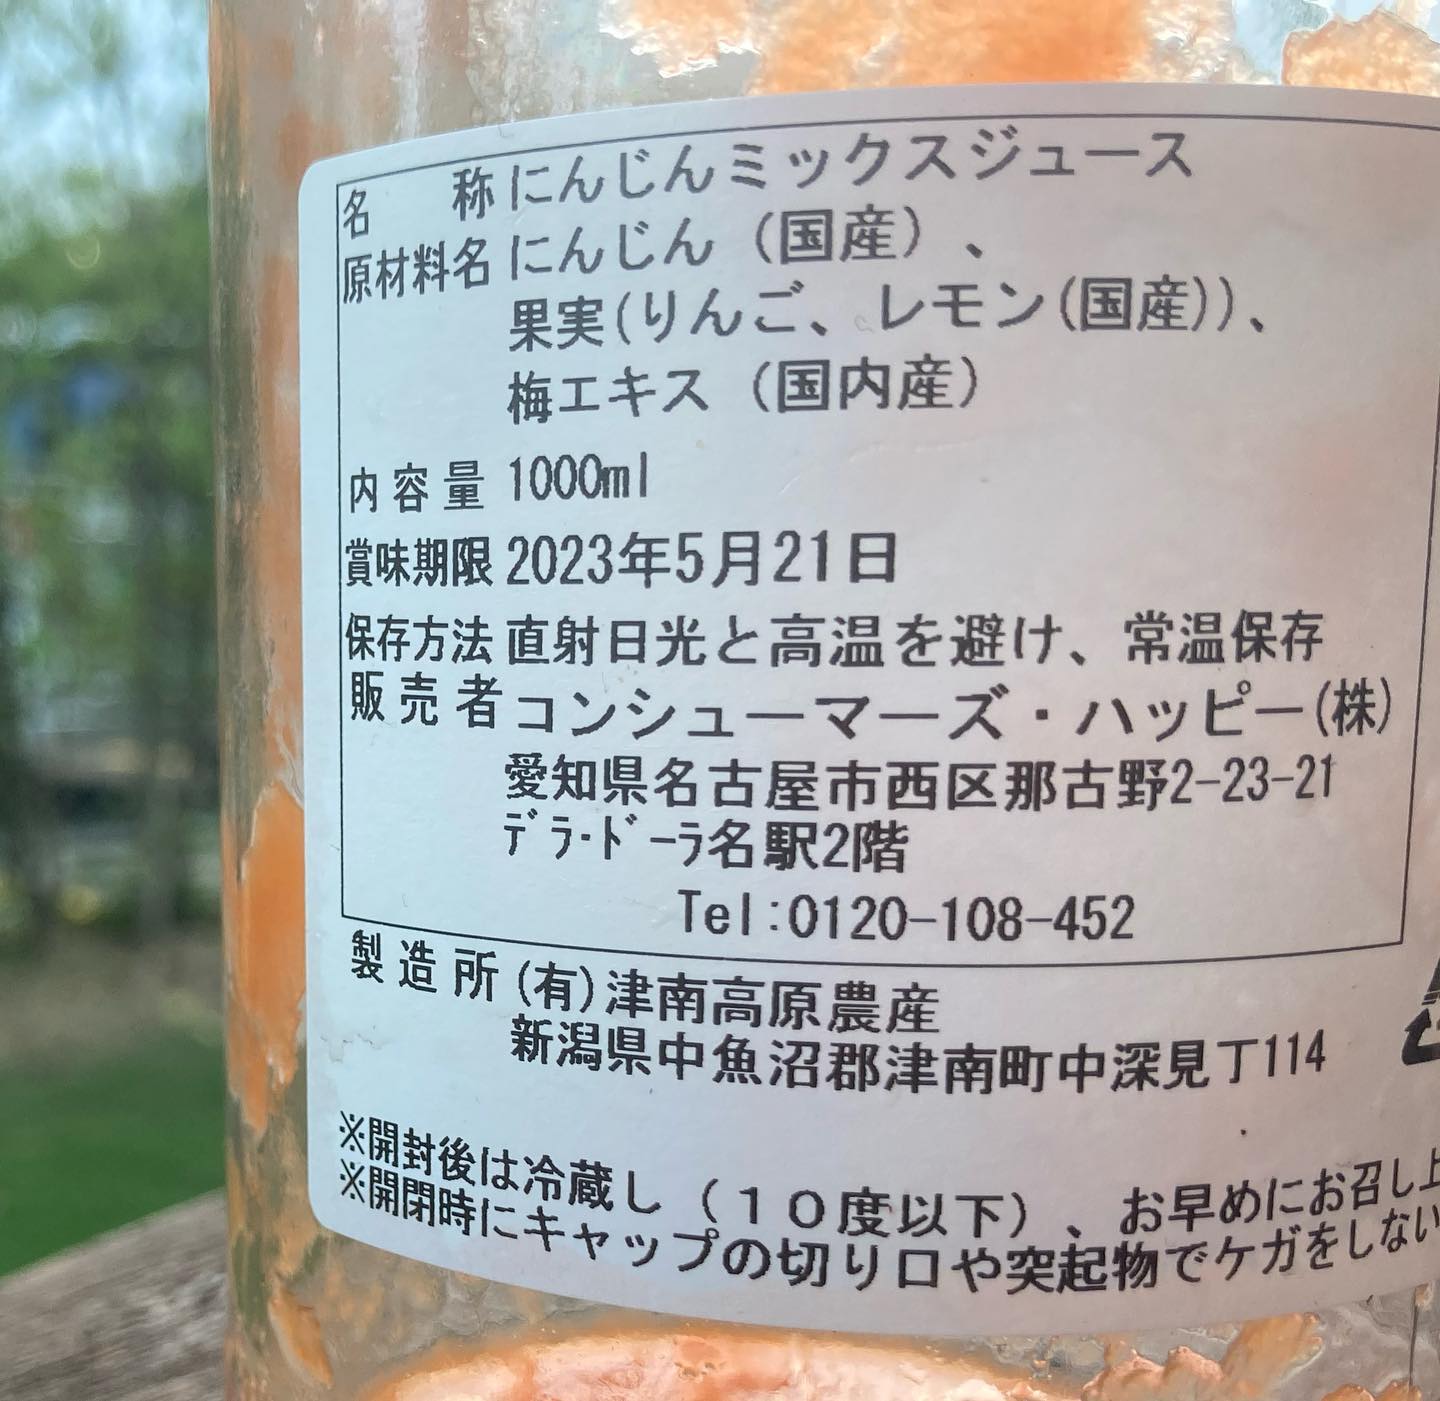 名称 にんじんミックスジュース
原材料名 にんじん（国産）、
果実(りんご、レモン(国産))、
梅エキス（国内産）
内容量 1000ml
賞味期限 2023年5月21日
保存方法 直射日光と高温を避け、常温保存
販売者 コンシューマーズ・ハッピー(株)
愛知県名古屋市西区那古野2-23-21
ﾃﾞﾗ･ﾄﾞｰﾗ名駅2階
Tel:0120-108-452
製造所 (有)津南高原農産
新潟県中魚沼郡津南町中深見丁114
※開封後は冷蔵し（１０度以下）、お早めにお召し上
※開閉時にキャップの切り口や突起物でケガをしない